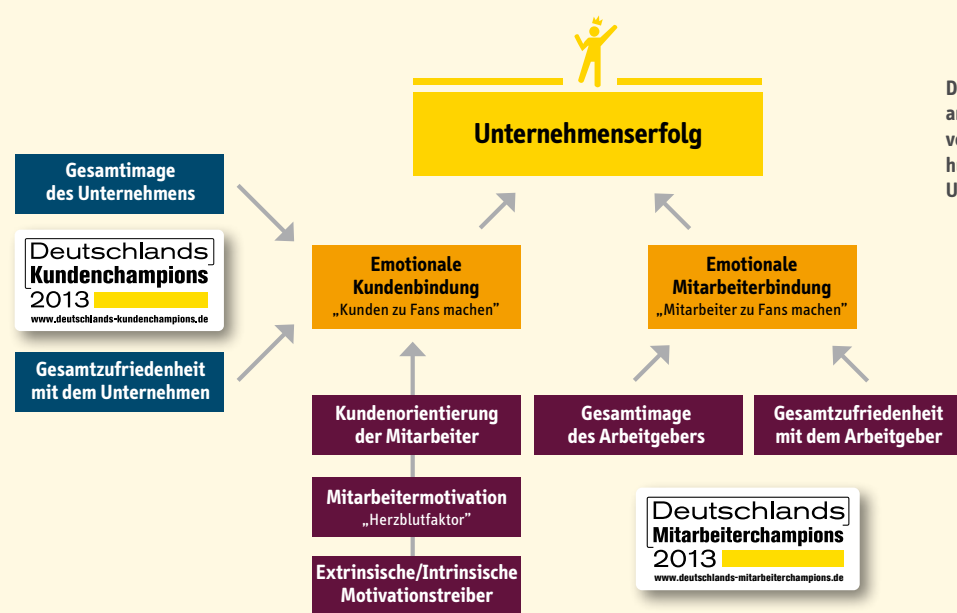 Unternehmenserfolg
Gesamtimage
des Unternehmens
Deutschlands
Kundenchampions
2013
www.deutschlands-kundenchampions.de
Gesamtzufriedenheit
mit dem Unternehmen
Emotionale
Kundenbindung
„Kunden zu Fans machen”
Emotionale
Mitarbeiterbindung
„Mitarbeiter zu Fans machen”
Kundenorientierung
der Mitarbeiter
Gesamtimage
des Arbeitgebers
Gesamtzufriedenheit
mit dem Arbeitgeber
Mitarbeitermotivation
„Herzblutfaktor”
Extrinsische/Intrinsische
Motivationstreiber
Deutschlands
Mitarbeiterchampions
2013
www.deutschlands-mitarbeiterchampions.de